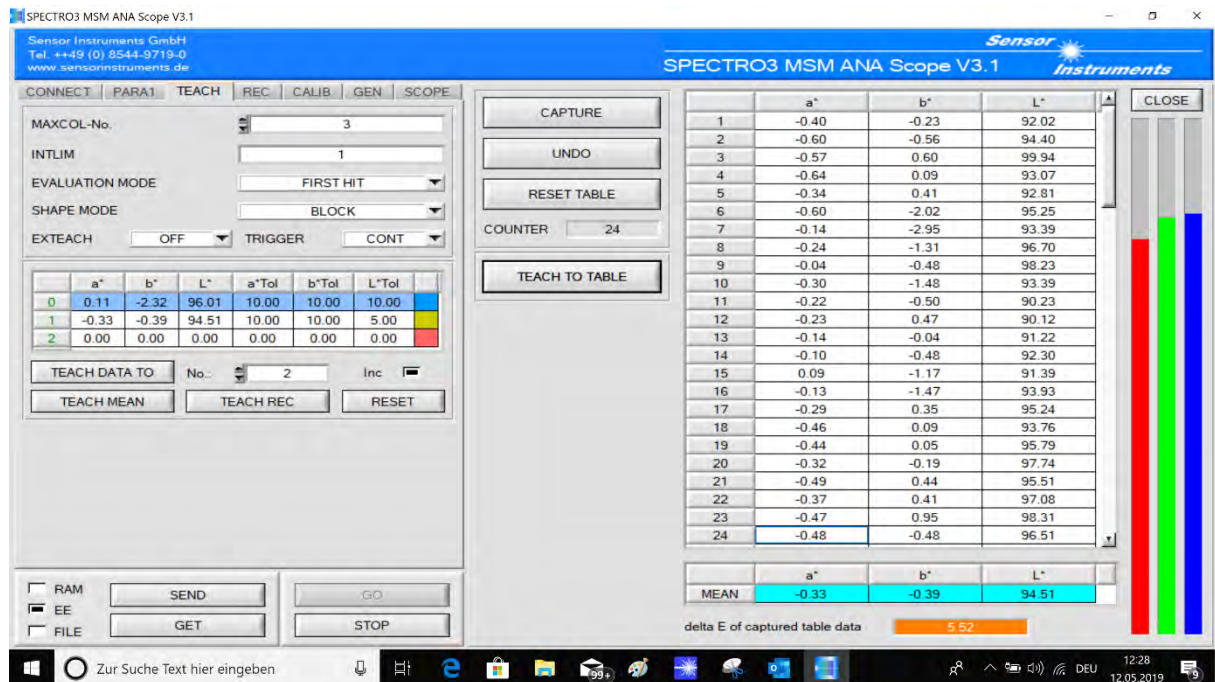 SPECTRO3 MSM ANA Scope V3.1
Sensor Instruments GmbH
Tel. ++49 (0) 8544-9719-0
www.sensorinstruments.de
Sensor
Instruments
SPECTRO3 MSM ANA Scope V3.1
CONNECT PARA1 TEACH REC CALIB GEN SCOPE
MAXCOL-No. 3
INTLIM 1
EVALUATION MODE FIRST HIT
SHAPE MODE BLOCK
EXTEACH OFF TRIGGER CONT
a* b* L* a*Tol b*Tol L*Tol
0 0.11 -2.32 96.01 10.00 10.00 10.00
1 -0.33 -0.39 94.51 10.00 10.00 5.00
2 0.00 0.00 0.00 0.00 0.00 0.00
TEACH DATA TO No.: 2 Inc
TEACH MEAN TEACH REC RESET
RAM
EE
FILE
SEND GO
GET STOP
CAPTURE
UNDO
RESET TABLE
COUNTER 24
TEACH TO TABLE
a* b* L*
1 -0.40 -0.23 92.02
2 -0.60 -0.56 94.40
3 -0.57 0.60 99.94
4 -0.64 0.09 93.07
5 -0.34 0.41 92.81
6 -0.60 -2.02 95.25
7 -0.14 -2.95 93.39
8 -0.24 -1.31 96.70
9 -0.04 -0.48 98.23
10 -0.30 -1.48 93.39
11 -0.22 -0.50 90.23
12 -0.23 0.47 90.12
13 -0.14 -0.04 91.22
14 -0.10 -0.48 92.30
15 0.09 -1.17 91.39
16 -0.13 -1.47 93.93
17 -0.29 0.35 95.24
18 -0.46 0.09 93.76
19 -0.44 0.05 95.79
20 -0.32 -0.19 97.74
21 -0.49 0.44 95.51
22 -0.37 0.41 97.08
23 -0.47 0.95 98.31
24 -0.48 -0.48 96.51
a* b* L*
MEAN -0.33 -0.39 94.51
delta E of captured table data 5.52
CLOSE
Zur Suche Text hier eingeben
99+
DEU
12:28
12.05.2019
9